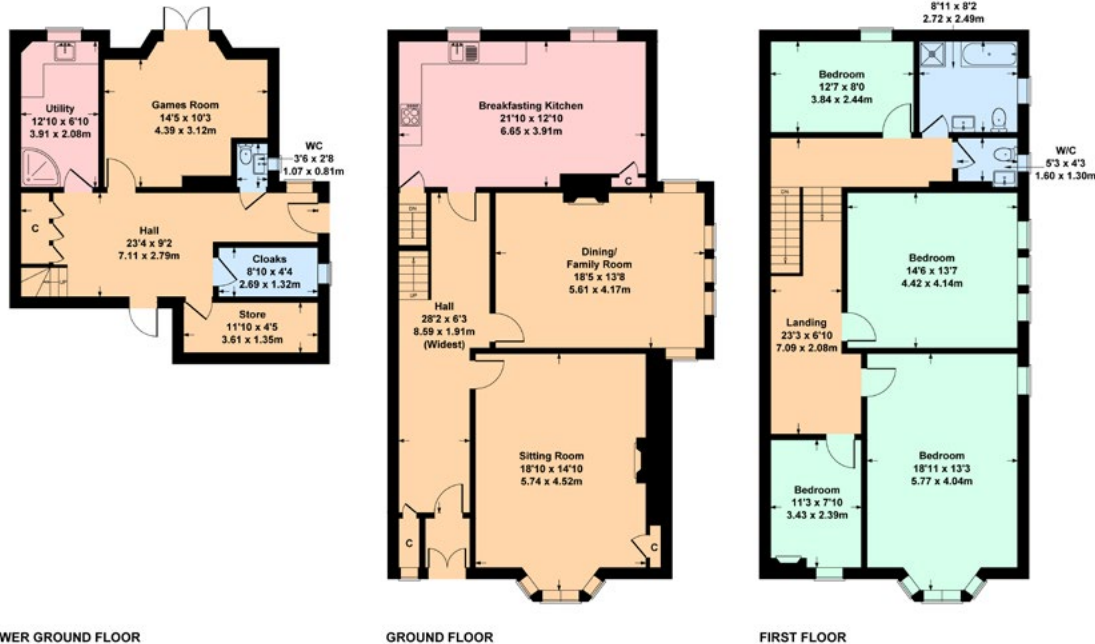 Utility
12'10 x 6'10
3.91 x 2.08m
Games Room
14'5 x 10'3
4.39 x 3.12m
WC
3'6 x 2'8
1.07 x 0.81m
C
Hall
23'4 x 9'2
7.11 x 2.79m
UP
Cloaks
8'10 x 4'4
2.69 x 1.32m
Store
11'10 x 4'5
3.61 x 1.35m
WER GROUND FLOOR
Breakfasting Kitchen
21'10 x 12'10
6.65 x 3.91m
C
DN
UP
Dining/
Family Room
18'5 x 13'8
5.61 x 4.17m
Hall
28'2 x 6'3
8.59 x 1.91m
(Widest)
Sitting Room
18'10 x 14'10
5.74 x 4.52m
C
C
GROUND FLOOR
8'11 x 8'2
2.72 x 2.49m
Bedroom
12'7 x 8'0
3.84 x 2.44m
W/C
5'3 x 4'3
1.60 x 1.30m
DN
Bedroom
14'6 x 13'7
4.42 x 4.14m
Landing
23'3 x 6'10
7.09 x 2.08m
Bedroom
18'11 x 13'3
5.77 x 4.04m
Bedroom
11'3 x 7'10
3.43 x 2.39m
FIRST FLOOR